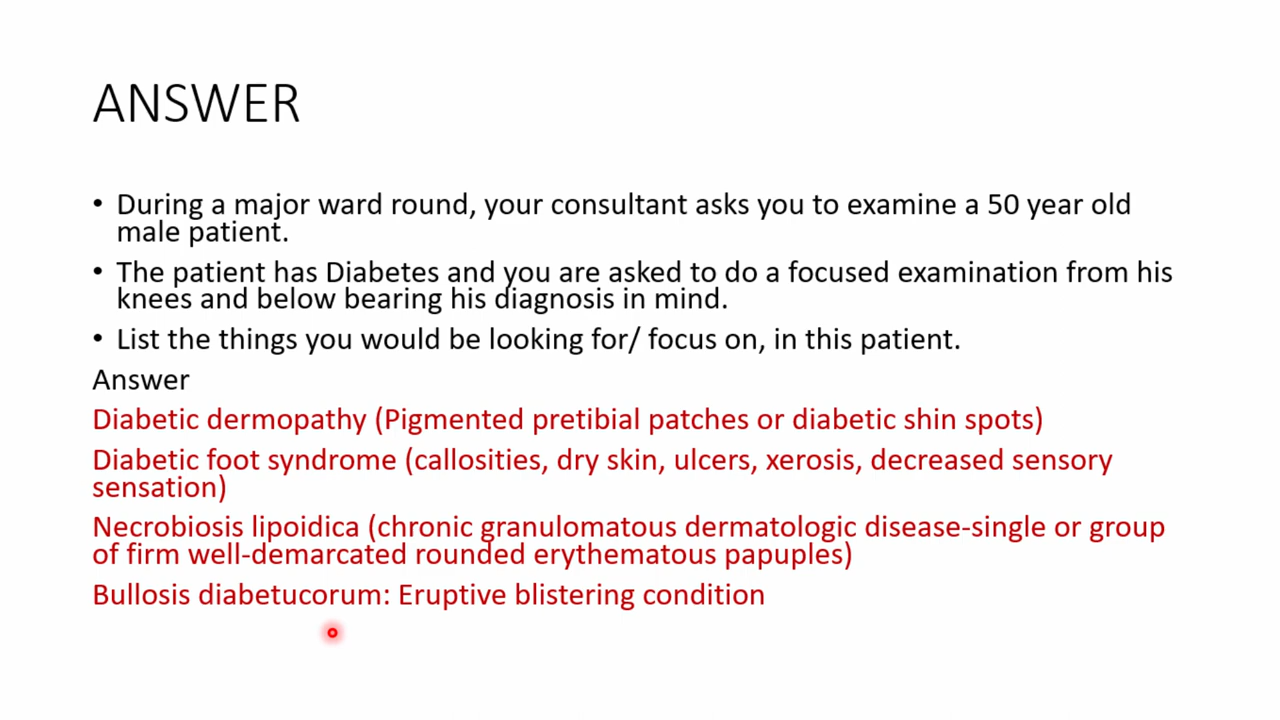 ANSWER
• During a major ward round, your consultant asks you to examine a 50 year old
male patient.
• The patient has Diabetes and you are asked to do a focused examination from his
knees and below bearing his diagnosis in mind.
• List the things you would be looking for/ focus on, in this patient.
Answer
Diabetic dermopathy (Pigmented pretibial patches or diabetic shin spots)
Diabetic foot syndrome (callosities, dry skin, ulcers, xerosis, decreased sensory
sensation)
Necrobiosis lipoidica (chronic granulomatous dermatologic disease-single or group
of firm well-demarcated rounded erythematous papuples)
Bullosis diabetucorum: Eruptive blistering condition